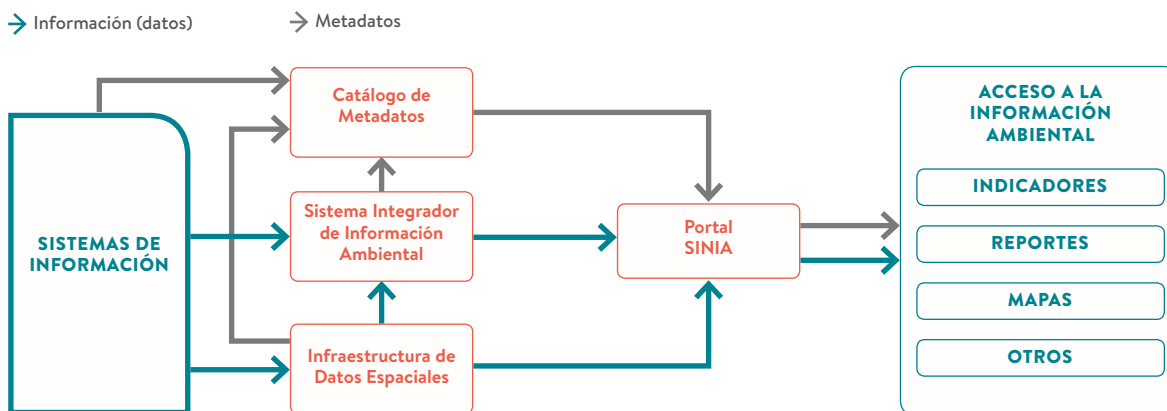 Información (datos)
Metadatos
SISTEMAS DE
INFORMACIÓN
Catálogo de
Metadatos
Sistema Integrador
de Información
Ambiental
Infraestructura de
Datos Espaciales
Portal
SINIA
ACCESO A LA
INFORMACIÓN
AMBIENTAL
INDICADORES
REPORTES
MAPAS
OTROS